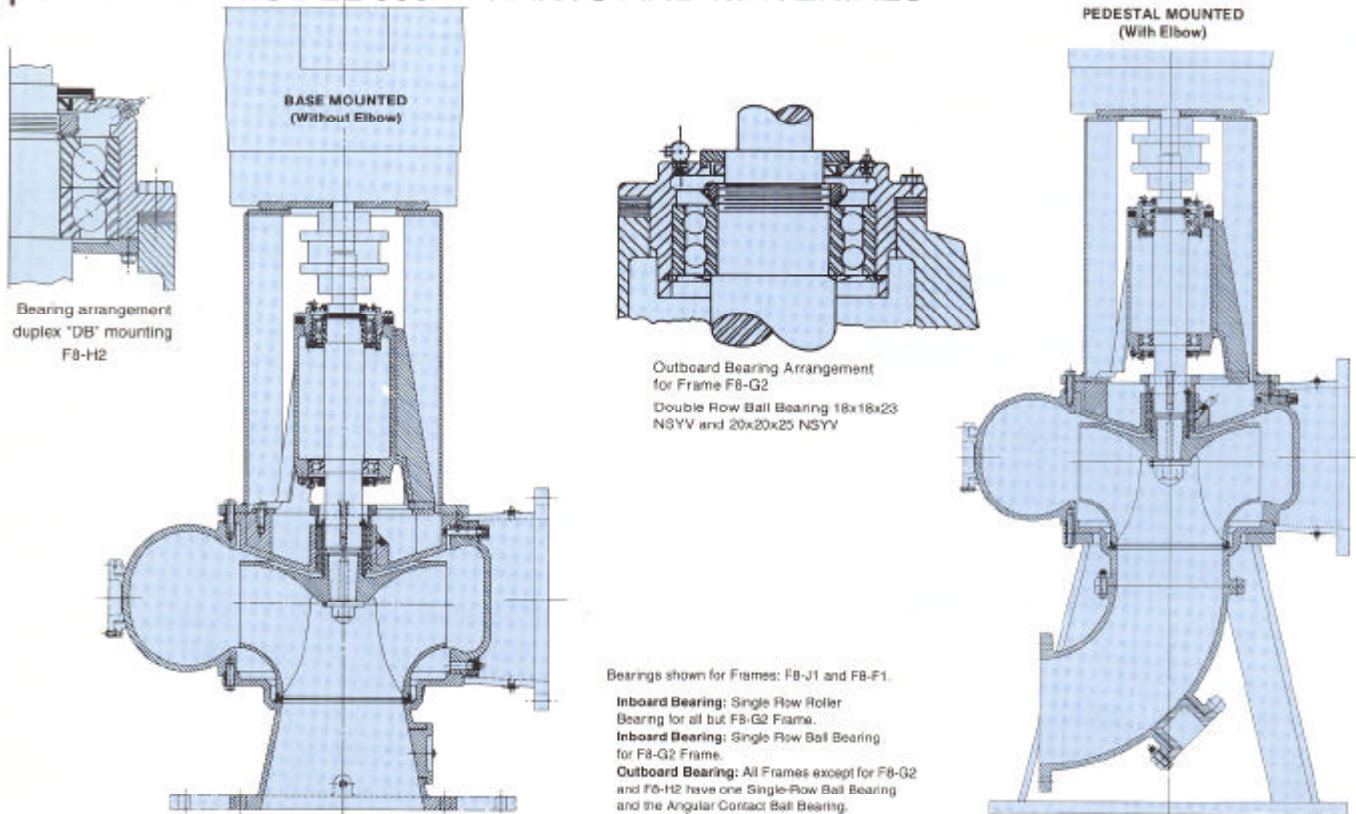 PEDESTAL MOUNTED
(With Elbow)
BASE MOUNTED
(Without Elbow)
Bearing arrangement
duplex "DB" mounting
F8-H2
Outboard Bearing Arrangement
for Frame F8-G2
Double Row Ball Bearing 18x18x23
NSYV and 20x20x25 NSYV
Bearings shown for Frames: F8-J1 and F8-F1.
Inboard Bearing: Single Row Roller
Bearing for all but F8-G2 Frame.
Inboard Bearing: Single Row Ball Bearing
for F8-G2 Frame.
Outboard Bearing: All Frames except for F8-G2
and F8-H2 have one Single-Row Ball Bearing
and the Angular Contact Ball Bearing.